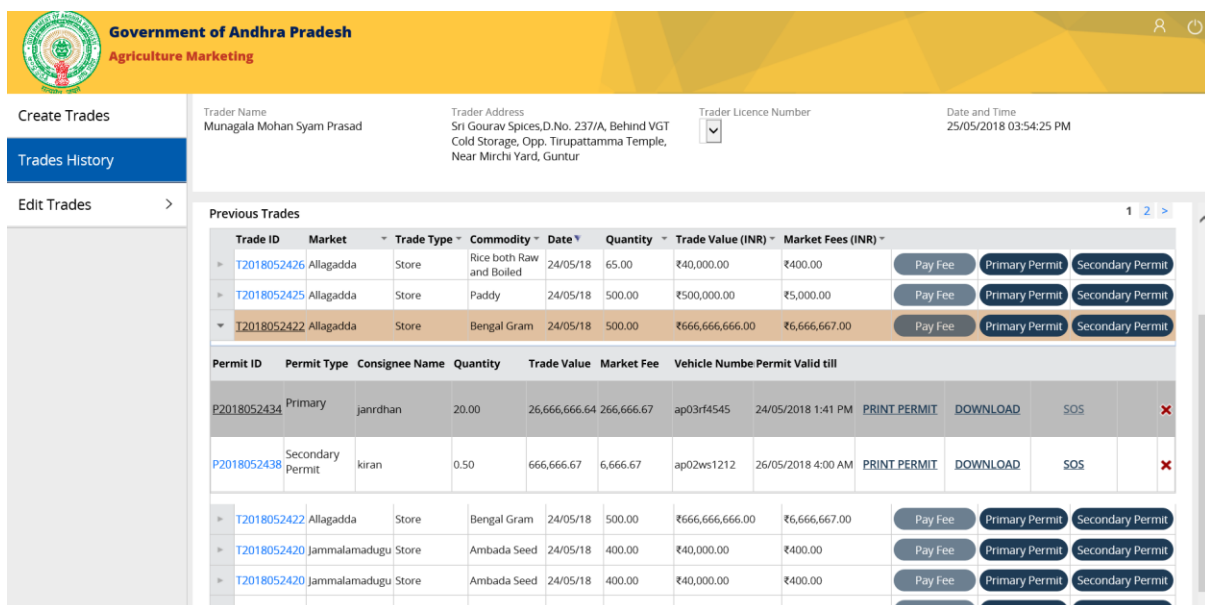 Government of Andhra Pradesh
Agriculture Marketing
Create Trades
Trades History
Edit Trades >
Trader Name
Munagala Mohan Syam Prasad
Trader Address
Sri Gourav Spices,D.No. 237/A, Behind VGT
Cold Storage, Opp. Tirupattamma Temple,
Near Mirchi Yard, Guntur
Trader Licence Number
Date and Time
25/05/2018 03:54:25 PM
Previous Trades
1 2 >
Trade ID Market Trade Type Commodity Date Quantity Trade Value (INR) Market Fees (INR)
T2018052426 Allagadda Store Rice both Raw and Boiled 24/05/18 65.00 ₹40,000.00 ₹400.00 Pay Fee Primary Permit Secondary Permit
T2018052425 Allagadda Store Paddy 24/05/18 500.00 ₹500,000.00 ₹5,000.00 Pay Fee Primary Permit Secondary Permit
T2018052422 Allagadda Store Bengal Gram 24/05/18 500.00 ₹666,666,666.00 ₹6,666,667.00 Pay Fee Primary Permit Secondary Permit
Permit ID Permit Type Consignee Name Quantity Trade Value Market Fee Vehicle Numbe Permit Valid till
P2018052434 Primary janrdhan 20.00 26,666,666.64 266,666.67 ap03rf4545 24/05/2018 1:41 PM PRINT PERMIT DOWNLOAD SOS
P2018052438 Secondary Permit kiran 0.50 666,666.67 6,666.67 ap02ws1212 26/05/2018 4:00 AM PRINT PERMIT DOWNLOAD SOS
T2018052422 Allagadda Store Bengal Gram 24/05/18 500.00 ₹666,666,666.00 ₹6,666,667.00 Pay Fee Primary Permit Secondary Permit
T2018052420 Jammalamadugu Store Ambada Seed 24/05/18 400.00 ₹40,000.00 ₹400.00 Pay Fee Primary Permit Secondary Permit
T2018052420 Jammalamadugu Store Ambada Seed 24/05/18 400.00 ₹40,000.00 ₹400.00 Pay Fee Primary Permit Secondary Permit